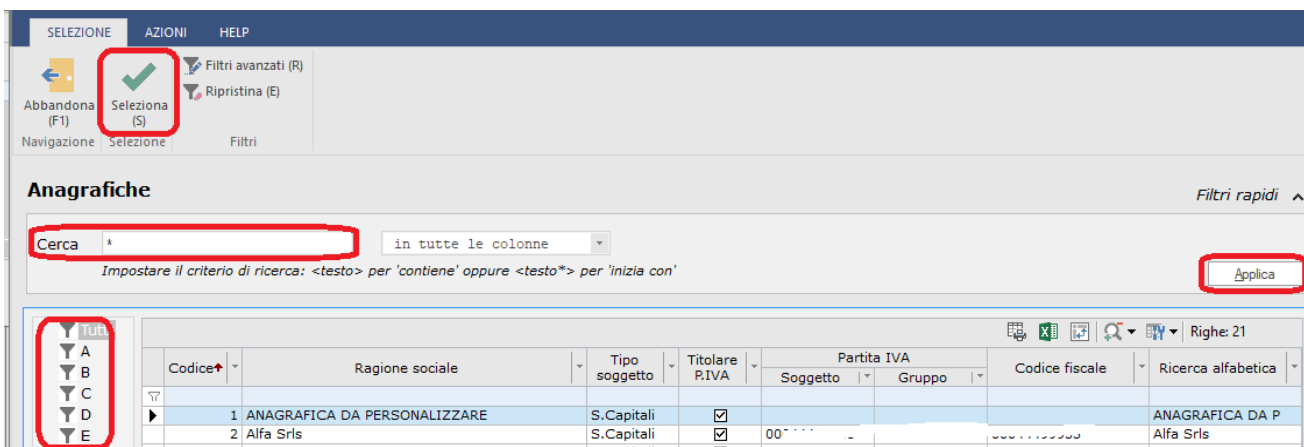 SELEZIONE AZIONI HELP
Abbandona (F1)
Seleziona (S)
Filtri avanzati (R)
Ripristina (E)
Navigazione Selezione Filtri
Anagrafiche
Filtri rapidi
Cerca * in tutte le colonne
Impostare il criterio di ricerca: <testo> per 'contiene' oppure <testo*> per 'inizia con'
Applica
Tutti
Righe: 21
A
B
C
D
E
Codice Ragione sociale Tipo soggetto Titolare P.IVA Partita IVA Soggetto Gruppo Codice fiscale Ricerca alfabetica
1 ANAGRAFICA DA PERSONALIZZARE S.Capitali ANAGRAFICA DA P
2 Alfa Srls S.Capitali Alfa Srls